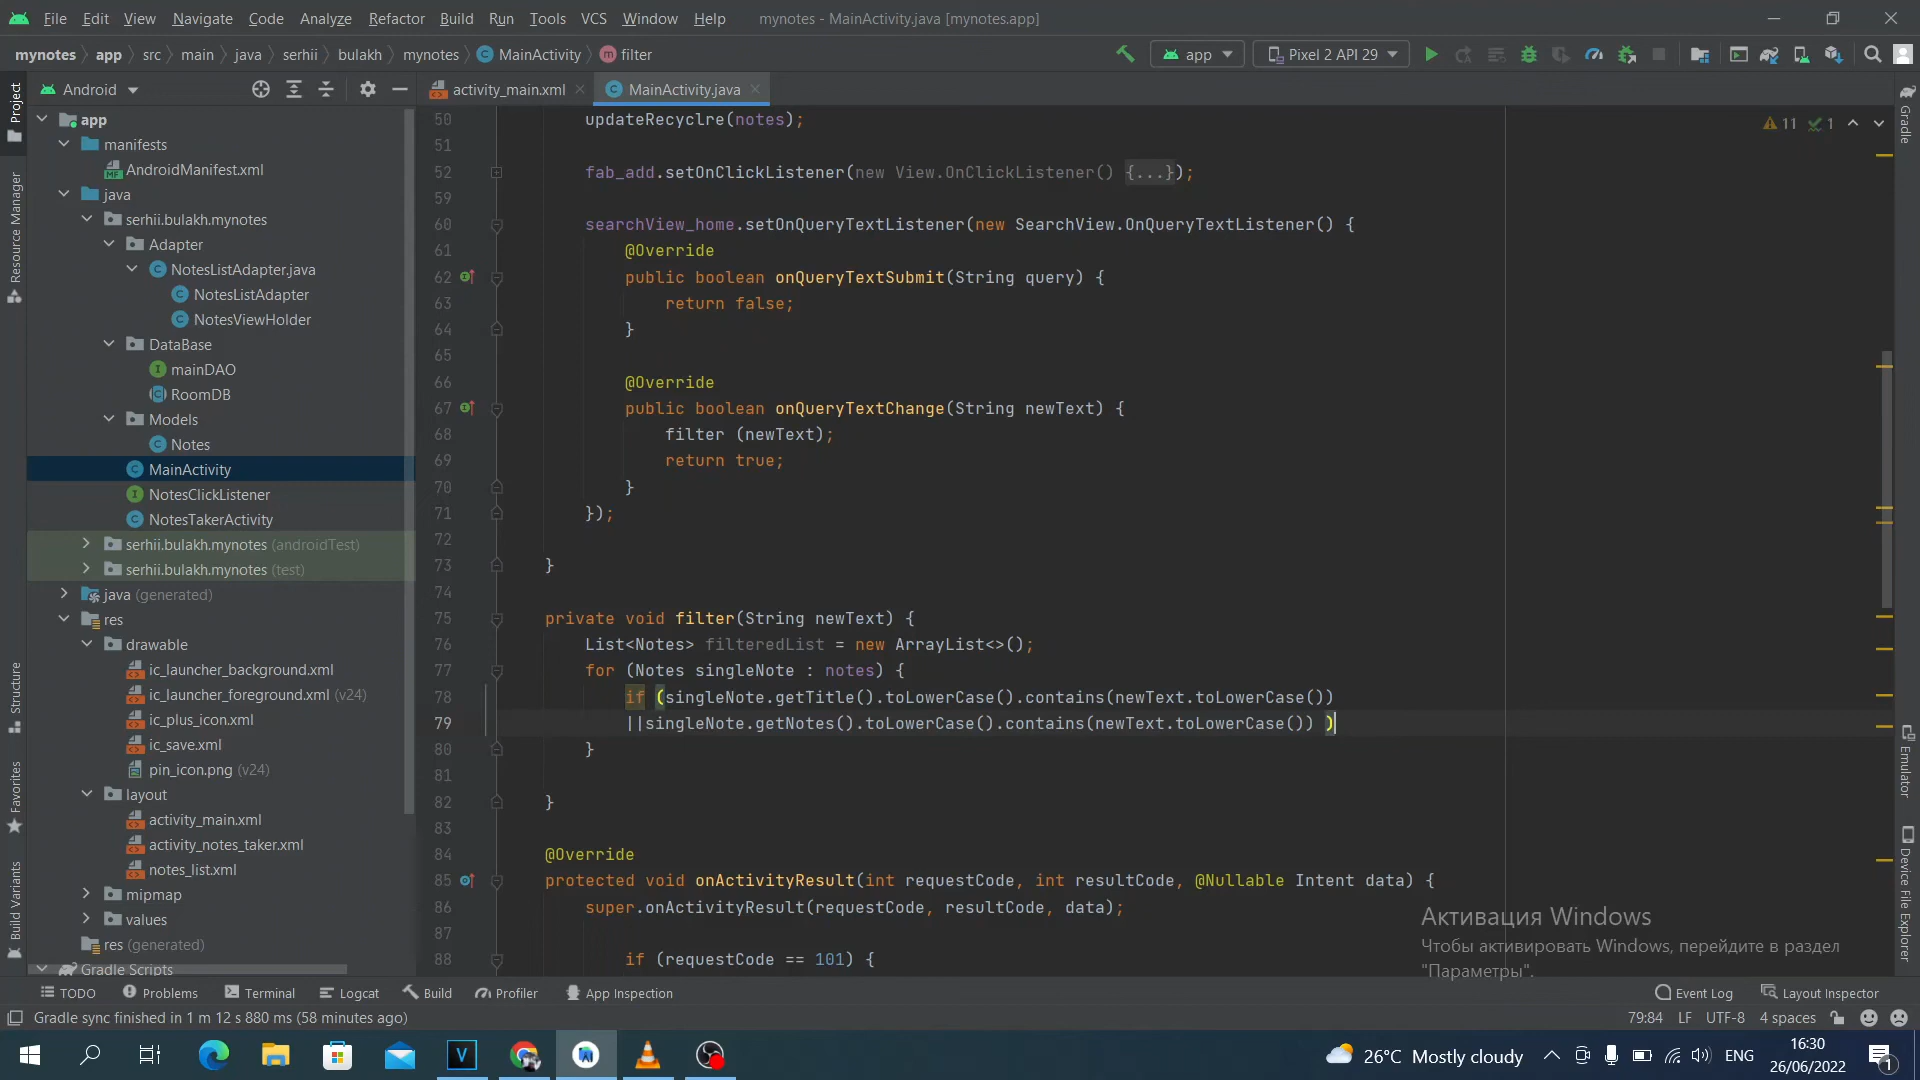 File Edit View Navigate Code Analyze Refactor Build Run Tools VCS Window Help mynotes - MainActivity.java [mynotes.app]
mynotes app src main java serhii bulakh mynotes MainActivity filter app Pixel 2 API 29
Project
Android
activity_main.xml
MainActivity.java
app
manifests
AndroidManifest.xml
java
serhii.bulakh.mynotes
Adapter
NotesListAdapter.java
NotesListAdapter
NotesViewHolder
DataBase
mainDAO
RoomDB
Models
Notes
MainActivity
NotesClickListener
NotesTakerActivity
serhii.bulakh.mynotes (androidTest)
serhii.bulakh.mynotes (test)
java (generated)
res
drawable
ic_launcher_background.xml
ic_launcher_foreground.xml (v24)
ic_plus_icon.xml
ic_save.xml
pin_icon.png (v24)
layout
activity_main.xml
activity_notes_taker.xml
notes_list.xml
mipmap
values
res (generated)
Gradle Scripts
Resource Manager
Structure
Favorites
Build Variants
50 updateRecyclre(notes);
51
52 fab_add.setOnClickListener(new View.OnClickListener() {...});
59
60 searchView_home.setOnQueryTextListener(new SearchView.OnQueryTextListener() {
61 @Override
62 public boolean onQueryTextSubmit(String query) {
63 return false;
64 }
65
66 @Override
67 public boolean onQueryTextChange(String newText) {
68 filter (newText);
69 return true;
70 }
71 });
72
73 }
74
75 private void filter(String newText) {
76 List<Notes> filteredList = new ArrayList<>();
77 for (Notes singleNote : notes) {
78 if (singleNote.getTitle().toLowerCase().contains(newText.toLowerCase())
79 ||singleNote.getNotes().toLowerCase().contains(newText.toLowerCase()) )
80 }
81
82 }
83
84 @Override
85 protected void onActivityResult(int requestCode, int resultCode, @Nullable Intent data) {
86 super.onActivityResult(requestCode, resultCode, data);
87
88 if (requestCode == 101) {
11 1
Gradle
Emulator
Device File Explorer
Активация Windows
Чтобы активировать Windows, перейдите в раздел
"Параметры".
TODO Problems Terminal Logcat Build Profiler App Inspection Event Log Layout Inspector
Gradle sync finished in 1 m 12 s 880 ms (58 minutes ago) 79:84 LF UTF-8 4 spaces
V
26°C Mostly cloudy ENG
16:30
26/06/2022
1